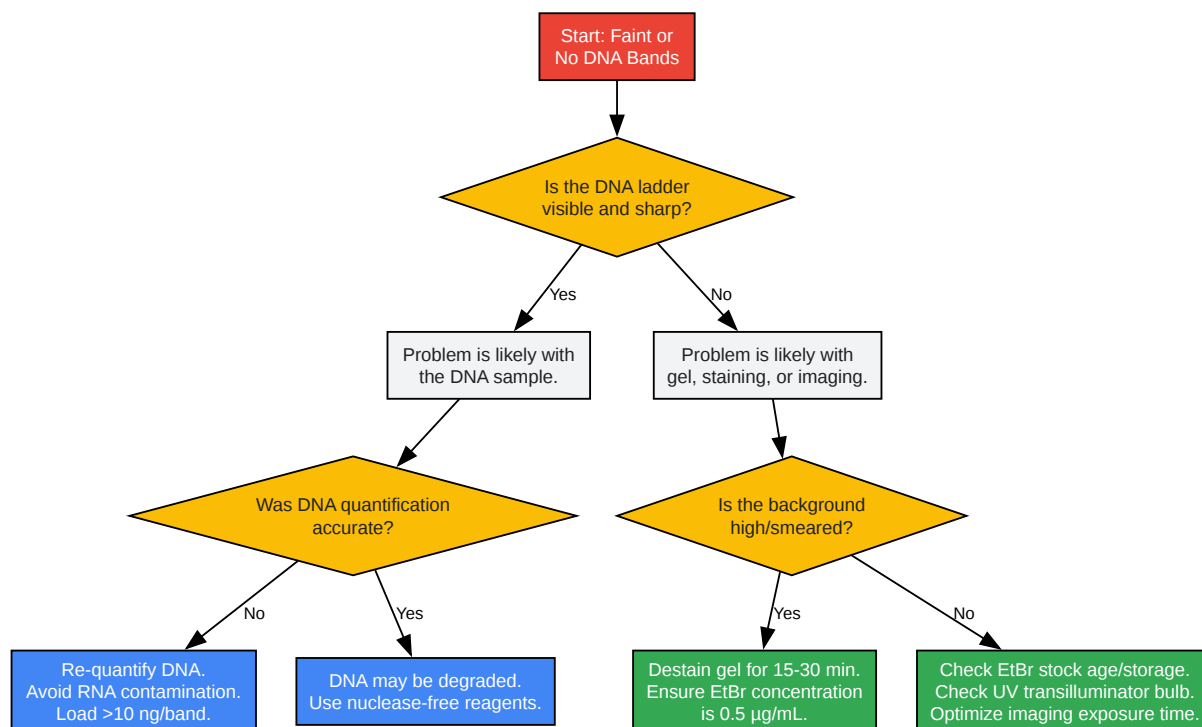 Start: Faint or
No DNA Bands
Is the DNA ladder
visible and sharp?
Yes
No
Problem is likely with
the DNA sample.
Problem is likely with
gel, staining, or imaging.
Was DNA quantification
accurate?
Is the background
high/smeared?
No
Yes
Yes
No
Re-quantify DNA.
Avoid RNA contamination.
Load >10 ng/band.
DNA may be degraded.
Use nuclease-free reagents.
Destain gel for 15-30 min.
Ensure EtBr concentration
is 0.5 µg/mL.
Check EtBr stock age/storage.
Check UV transilluminator bulb.
Optimize imaging exposure time.